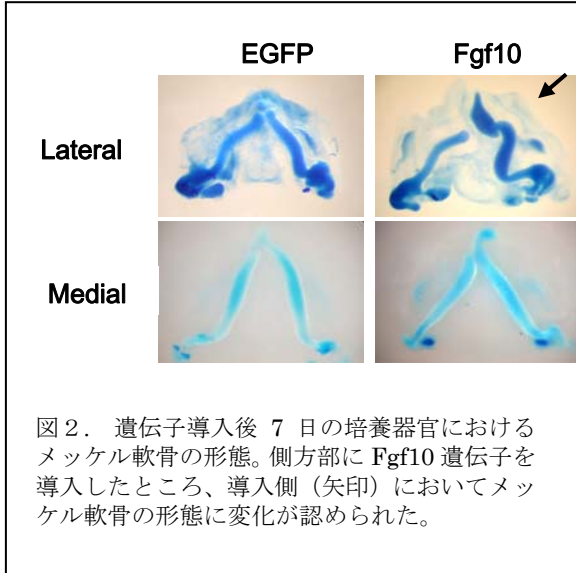 EGFP Fgf10
Lateral
Medial
図２． 遺伝子導入後 7 日の培養器官における
メッケル軟骨の形態。側方部に Fgf10 遺伝子を
導入したところ、導入側（矢印）においてメッ
ケル軟骨の形態に変化が認められた。